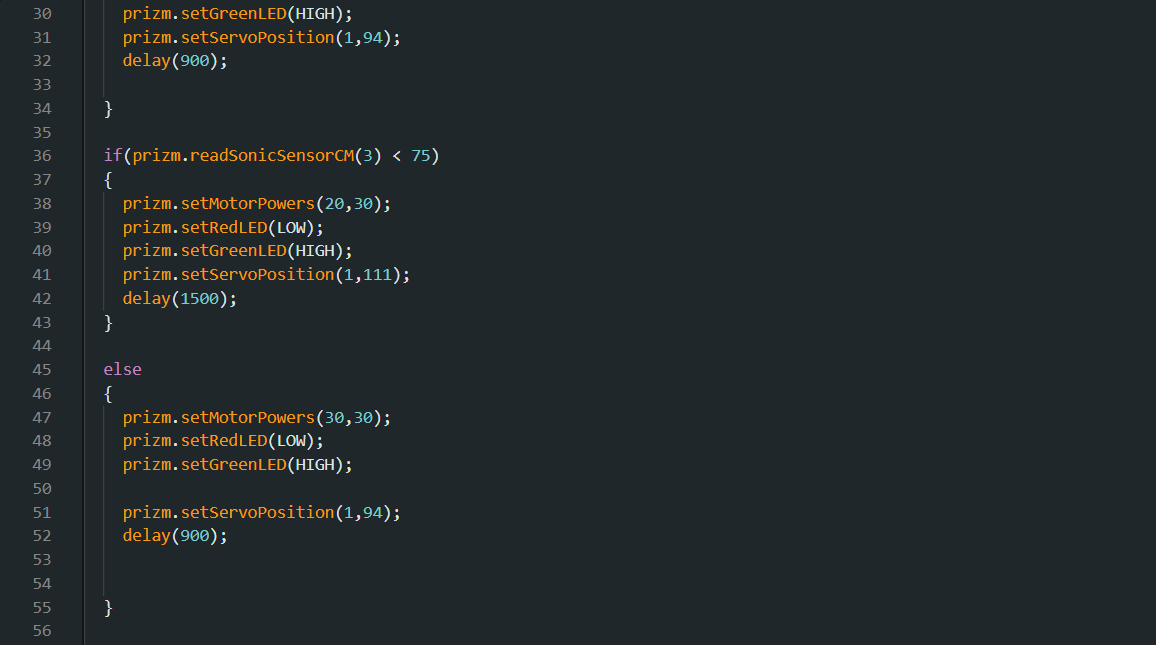 30 prizm.setGreenLED(HIGH);
31 prizm.setServoPosition(1,94);
32 delay(900);
33
34 }
35
36 if(prizm.readSonicSensorCM(3) < 75)
37 {
38 prizm.setMotorPowers(20,30);
39 prizm.setRedLED(LOW);
40 prizm.setGreenLED(HIGH);
41 prizm.setServoPosition(1,111);
42 delay(1500);
43 }
44
45 else
46 {
47 prizm.setMotorPowers(30,30);
48 prizm.setRedLED(LOW);
49 prizm.setGreenLED(HIGH);
50
51 prizm.setServoPosition(1,94);
52 delay(900);
53
54
55 }
56